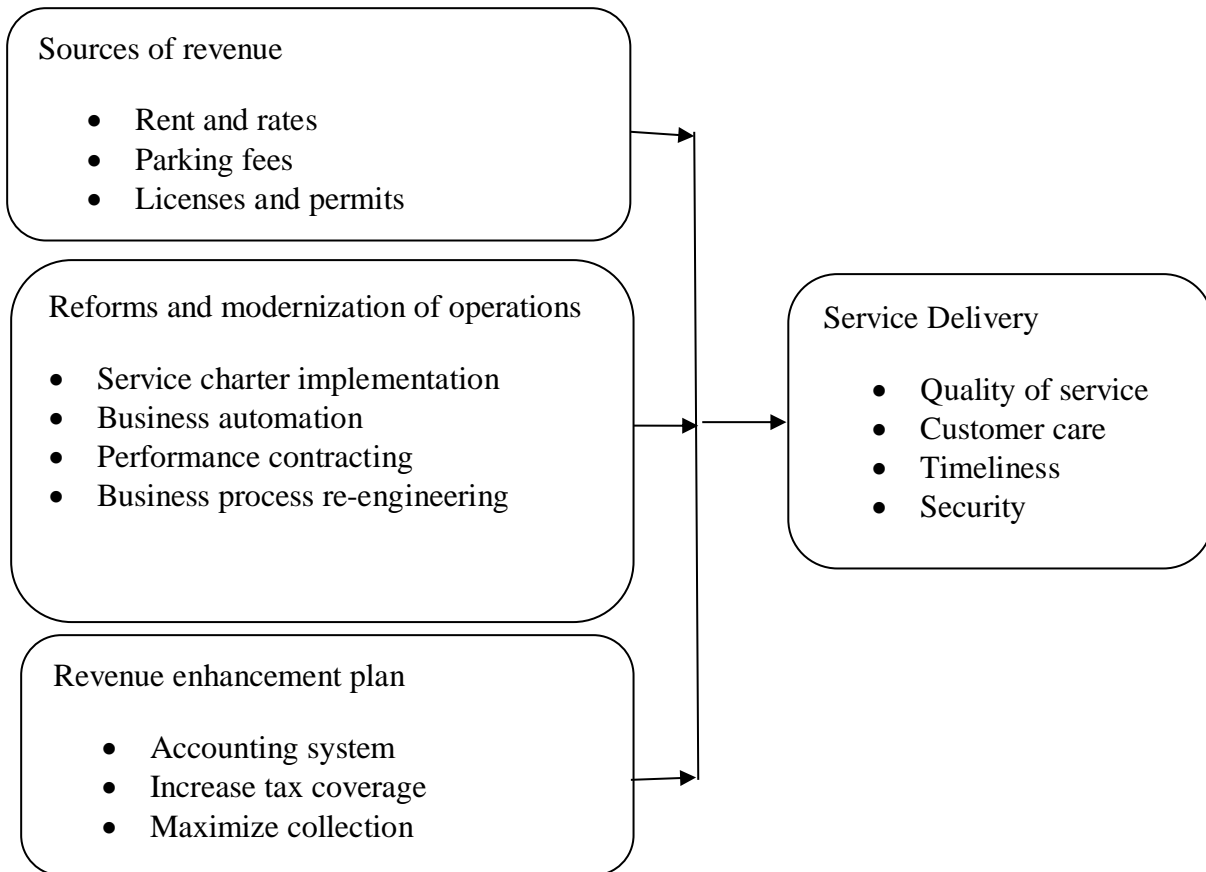 Sources of revenue
• Rent and rates
• Parking fees
• Licenses and permits
Reforms and modernization of operations
• Service charter implementation
• Business automation
• Performance contracting
• Business process re-engineering
Service Delivery
• Quality of service
• Customer care
• Timeliness
• Security
Revenue enhancement plan
• Accounting system
• Increase tax coverage
• Maximize collection